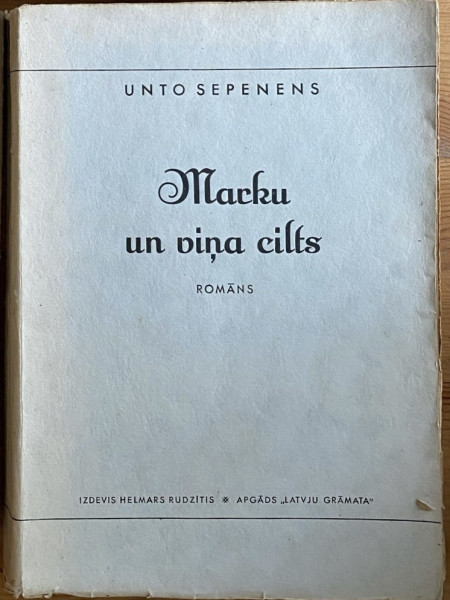 UNTO SEPENENS
Marku
un viņa cilts
ROMĀNS
IZDEVIS HELMARS RUDZĪTIS ※ APGĀDS „LATVJU GRĀMATA"